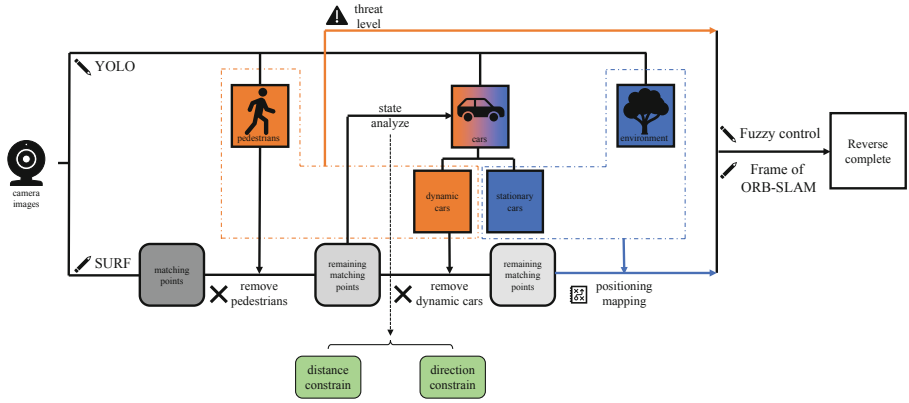 threat
level
YOLO
pedestrians
state
analyze
cars
environment
camera
images
Fuzzy control
Frame of
ORB-SLAM
Reverse
complete
dynamic
cars
stationary
cars
SURF
matching
points
remove
pedestrians
remaining
matching
points
remove
dynamic cars
remaining
matching
points
positioning
mapping
distance
constrain
direction
constrain